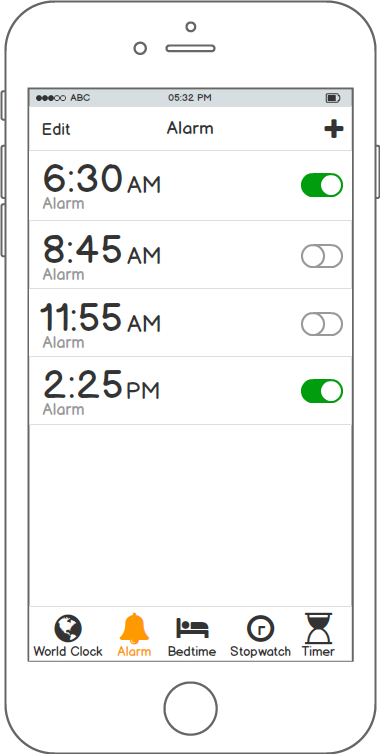 ABC 05:32 PM
Edit Alarm
6:30 AM
Alarm
8:45 AM
Alarm
11:55 AM
Alarm
2:25 PM
Alarm
World Clock Alarm Bedtime Stopwatch Timer